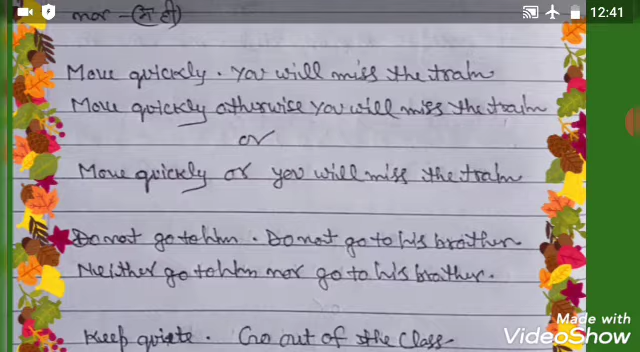 12:41
nor - (न ही)
Move quickly. You will miss the train
Move quickly otherwise you will miss the train
or
Move quickly or you will miss the train
Do not go to him. Do not go to his brother
Neither go to him nor go to his brother.
Keep quiete. Go out of the class
Made with
VideoShow